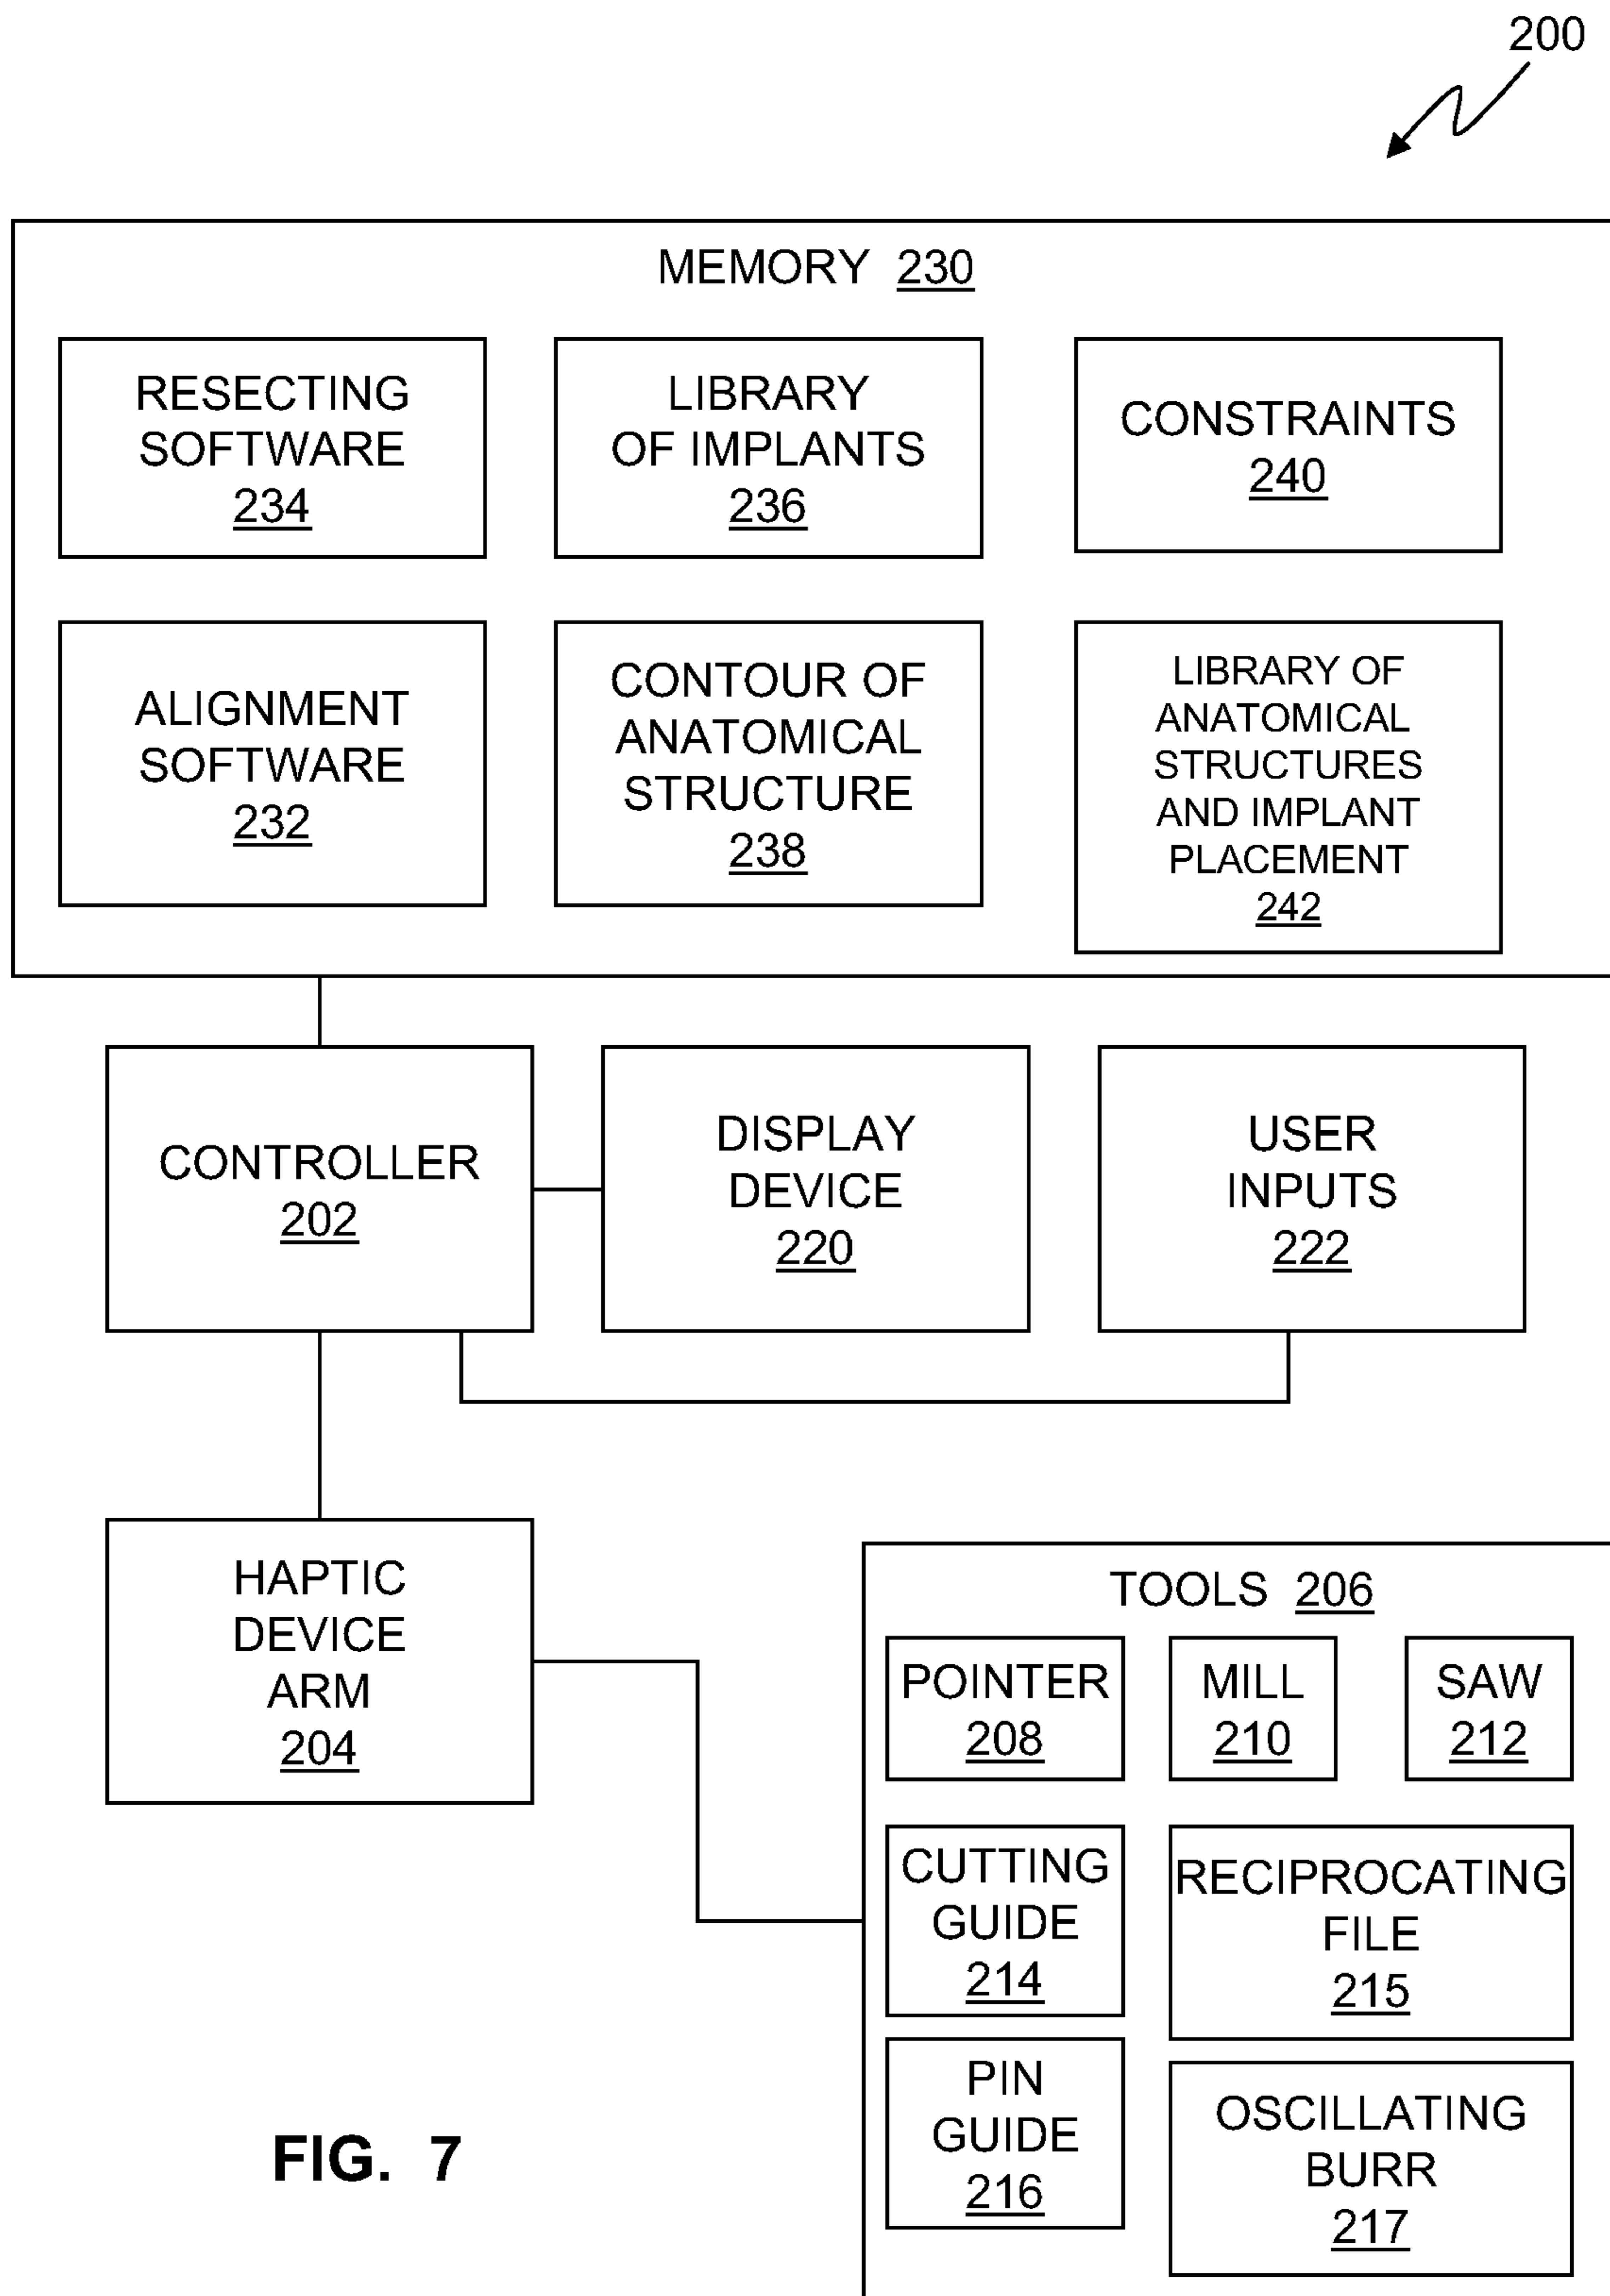 200
MEMORY 230
RESECTING
SOFTWARE
234
LIBRARY
OF IMPLANTS
236
CONSTRAINTS
240
ALIGNMENT
SOFTWARE
232
CONTOUR OF
ANATOMICAL
STRUCTURE
238
LIBRARY OF
ANATOMICAL
STRUCTURES
AND IMPLANT
PLACEMENT
242
CONTROLLER
202
DISPLAY
DEVICE
220
USER
INPUTS
222
HAPTIC
DEVICE
ARM
204
TOOLS 206
POINTER
208
MILL
210
SAW
212
CUTTING
GUIDE
214
RECIPROCATING
FILE
215
PIN
GUIDE
216
OSCILLATING
BURR
217
FIG. 7